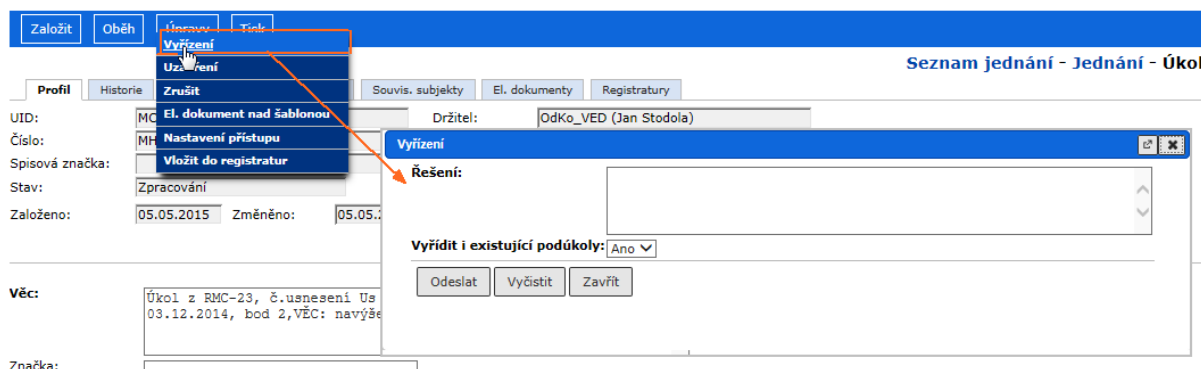 Založit Oběh Úpravy Tisk
Vyřízení
Uzavření
Seznam jednání - Jednání - Úkol
Profil Historie Zrušit Souvis. subjekty El. dokumenty Registratury
UID: El. dokument nad šablonou Držitel: OdKo_VED (Jan Stodola)
Číslo: MH Nastavení přístupu
Vyřízení
Spisová značka: Vložit do registratur
Řešení:
Stav: Zpracování
Založeno: 05.05.2015 Změněno: 05.05.
Vyřídit i existující podúkoly: Ano
Odeslat Vyčistit Zavřít
Věc: Úkol z RMC-23, č.usnesení Us
03.12.2014, bod 2,VĚC: navýše
Značka: